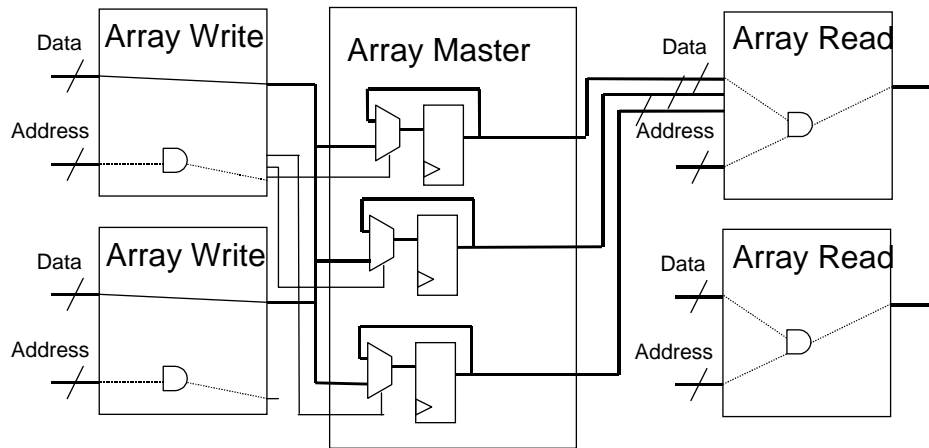 Array Write
Data
Address
Array Master
Array Read
Data
Address
Array Write
Data
Address
Array Read
Data
Address